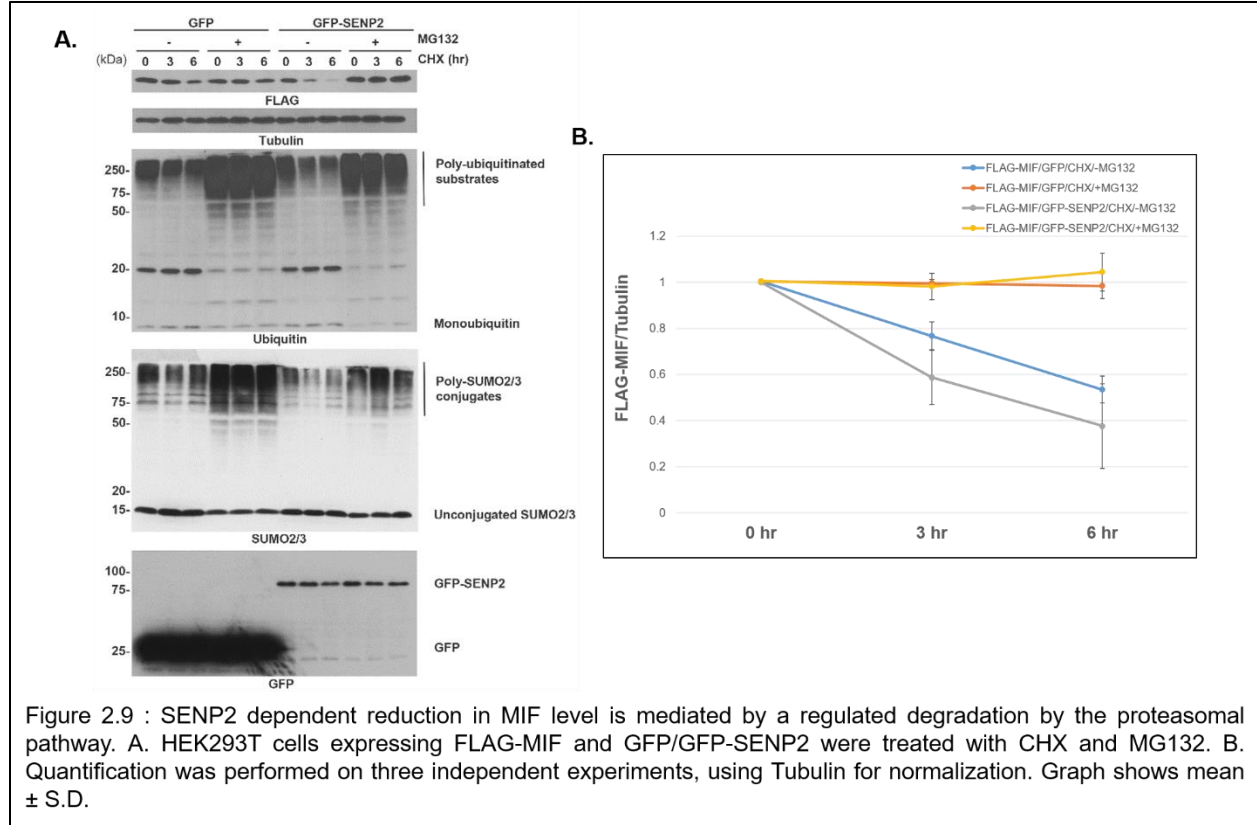 A.
GFP GFP-SENP2
- + - + MG132
(kDa) 0 3 6 0 3 6 0 3 6 0 3 6 CHX (hr)
FLAG
Tubulin
250-
75-
50-
20-
10-
Poly-ubiquitinated
substrates
Monoubiquitin
Ubiquitin
250-
75-
50-
20-
15-
Poly-SUMO2/3
conjugates
Unconjugated SUMO2/3
SUMO2/3
100-
75-
25-
GFP-SENP2
GFP
GFP
B.
FLAG-MIF/GFP/CHX/-MG132
FLAG-MIF/GFP/CHX/+MG132
FLAG-MIF/GFP-SENP2/CHX/-MG132
FLAG-MIF/GFP-SENP2/CHX/+MG132
FLAG-MIF/Tubulin
1.2
1
0.8
0.6
0.4
0.2
0
0 hr 3 hr 6 hr
Figure 2.9 : SENP2 dependent reduction in MIF level is mediated by a regulated degradation by the proteasomal
pathway. A. HEK293T cells expressing FLAG-MIF and GFP/GFP-SENP2 were treated with CHX and MG132. B.
Quantification was performed on three independent experiments, using Tubulin for normalization. Graph shows mean
± S.D.